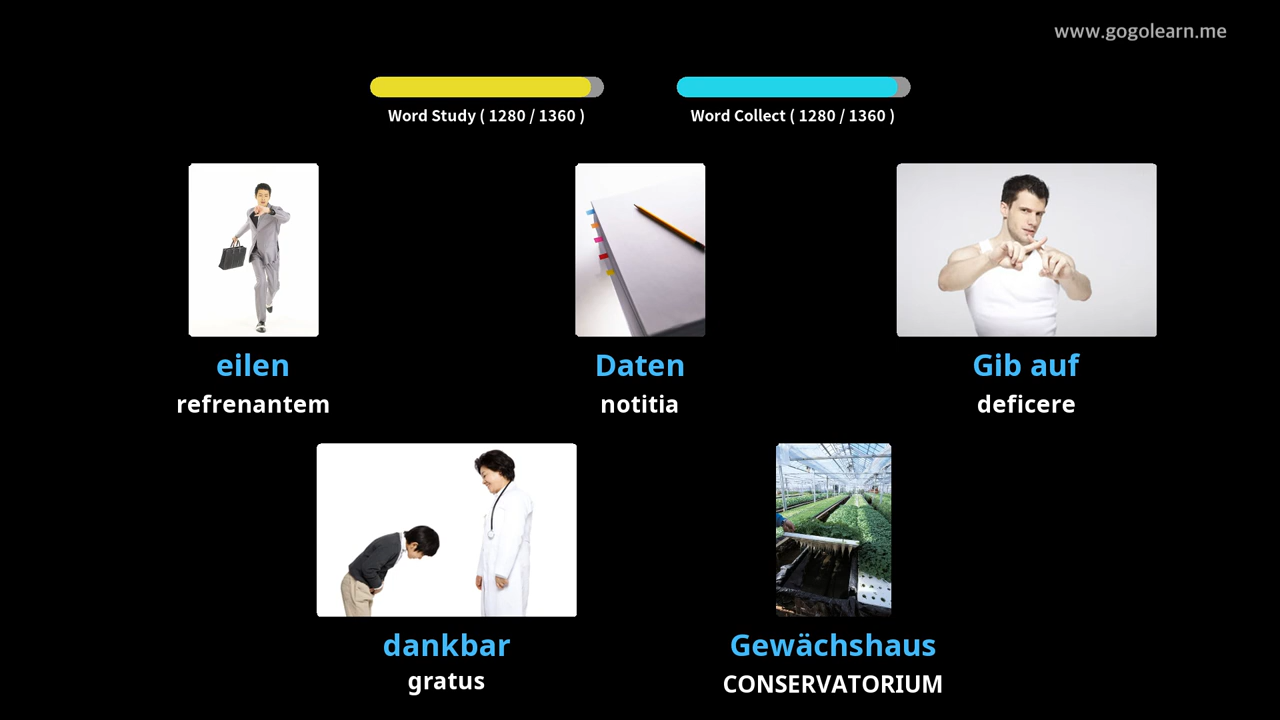 www.gogolearn.me
Word Study ( 1280 / 1360 )
Word Collect ( 1280 / 1360 )
eilen
refrenantem
Daten
notitia
Gib auf
deficere
dankbar
gratus
Gewächshaus
CONSERVATORIUM